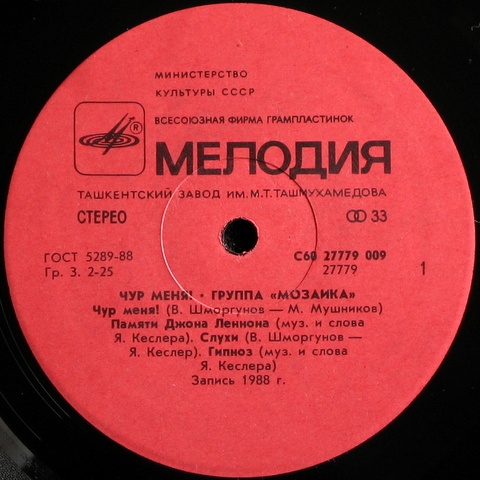 МИНИСТЕРСТВО
КУЛЬТУРЫ СССР
ВСЕСОЮЗНАЯ ФИРМА ГРАМПЛАСТИНОК
®
МЕЛОДИЯ
ТАШКЕНТСКИЙ ЗАВОД ИМ. М.Т. ТАШМУХАМЕДОВА
СТЕРЕО 33
ГОСТ 5289-88 С60 27779 009
Гр. 3. 2-25 27779 1
ЧУР МЕНЯ! · ГРУППА «МОЗАИКА»
Чур меня! (В. Шморгунов — М. Мушников)
Памяти Джона Леннона (муз. и слова
Я. Кеслера). Слухи (В. Шморгунов —
Я. Кеслер). Гипноз (муз. и слова
Я. Кеслера)
Запись 1988 г.